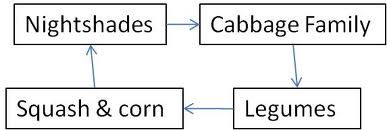 Nightshades
Cabbage Family
Squash & corn
Legumes